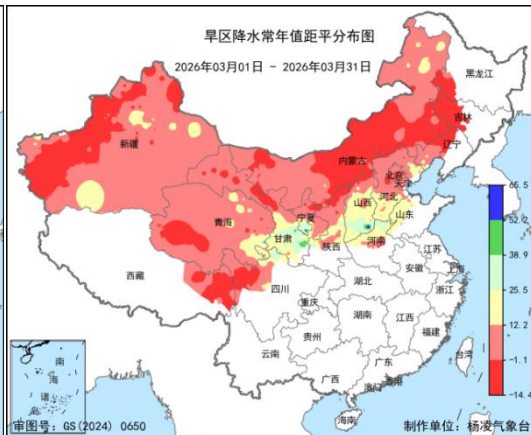 旱区降水常年值距平分布图
2026年03月01日 - 2026年03月31日
黑龙江
吉林
辽宁
新疆
内蒙古
北京
天津
河北
山西
山东
宁夏
青海
甘肃
陕西
河南
西藏
四川
重庆
湖北
安徽
江苏
上海
浙江
湖南
江西
贵州
福建
云南
广西
广东
台湾
澳门
香港
海南
南
海
诸
岛
65.5
52.2
38.9
25.5
12.2
-1.1
-14.4
审图号: GS(2024) 0650
制作单位: 杨凌气象台